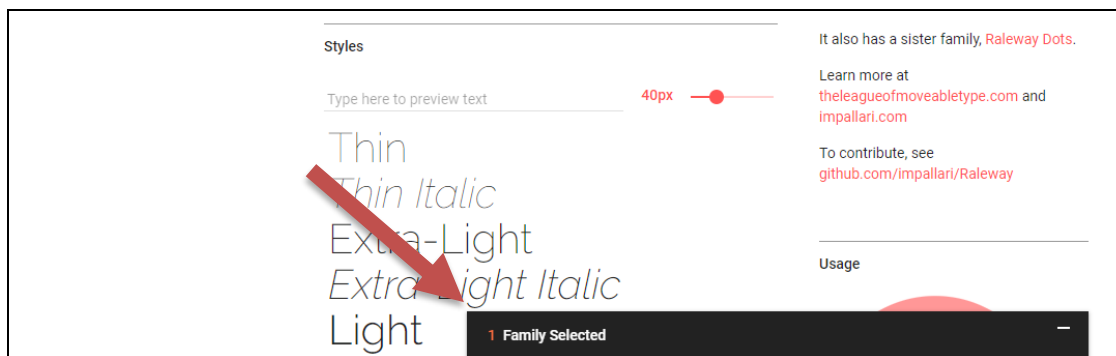 Styles
Type here to preview text
40px
Thin
Thin Italic
Extra-Light
Extra-Light Italic
Light
It also has a sister family, Raleway Dots.
Learn more at
theleagueofmoveabletype.com and
impallari.com
To contribute, see
github.com/impallari/Raleway
Usage
1 Family Selected